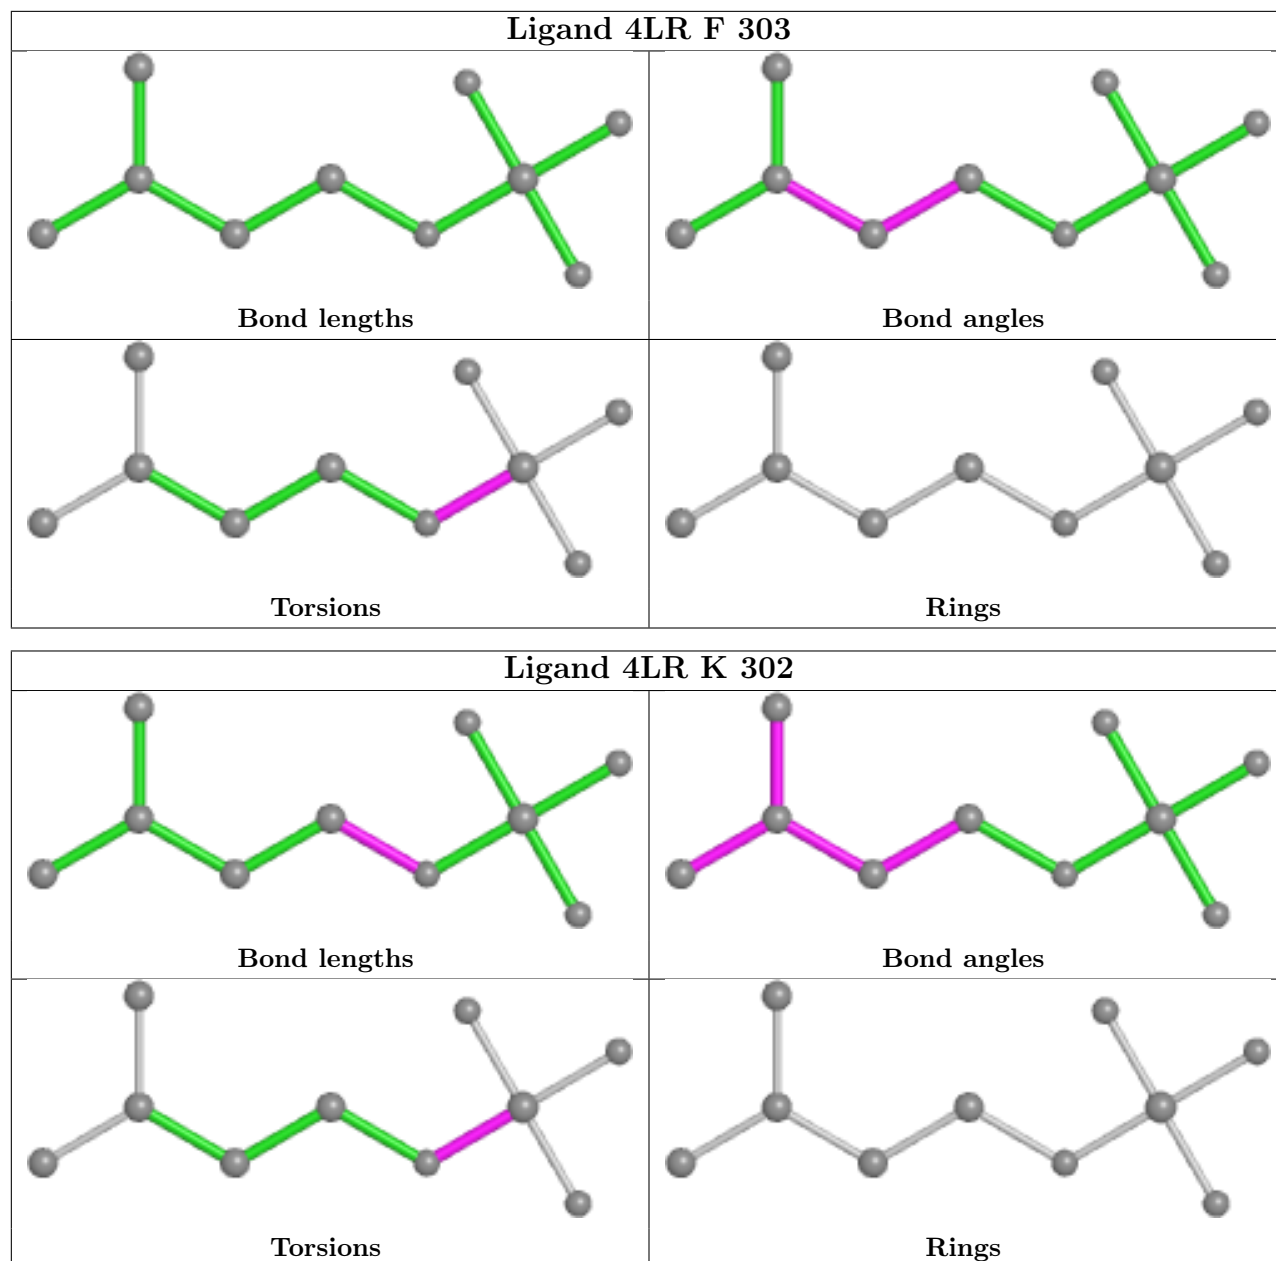 Ligand 4LR F 303
Bond lengths
Bond angles
Torsions
Rings
Ligand 4LR K 302
Bond lengths
Bond angles
Torsions
Rings